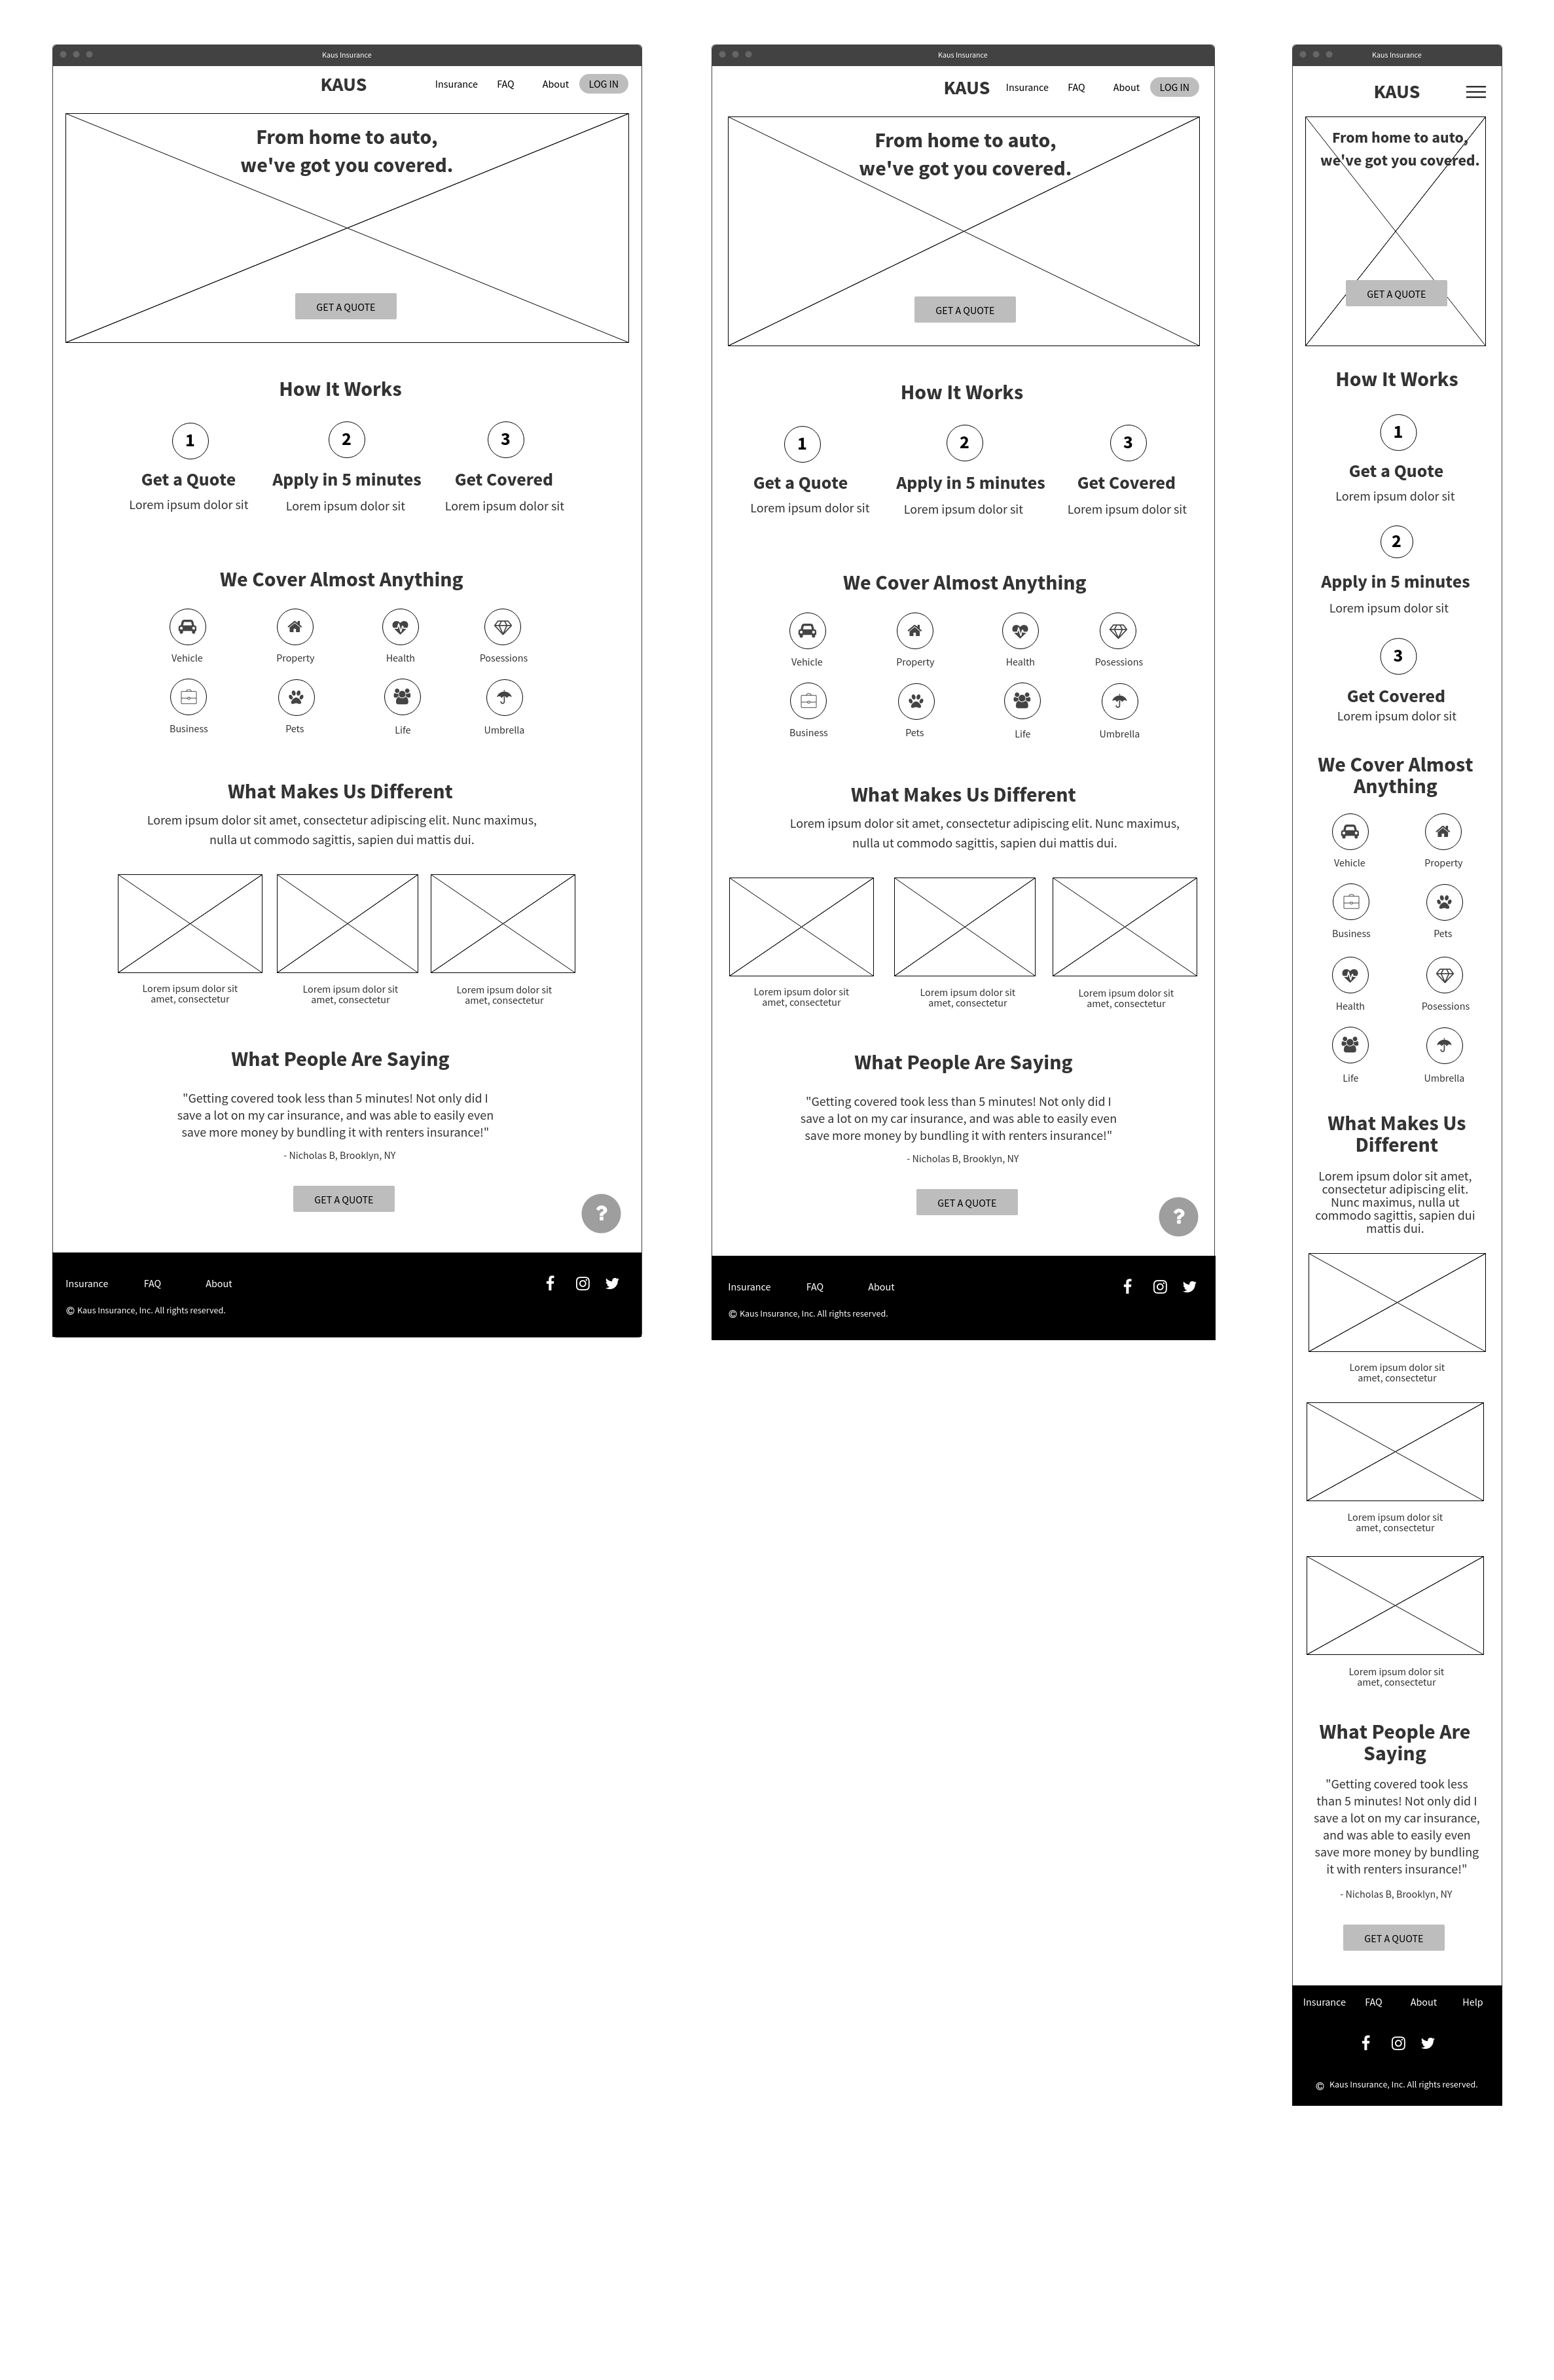 Kaus Insurance
KAUS
Insurance FAQ About LOG IN
From home to auto,
we've got you covered.
GET A QUOTE
How It Works
1 2 3
Get a Quote Apply in 5 minutes Get Covered
Lorem ipsum dolor sit Lorem ipsum dolor sit Lorem ipsum dolor sit
We Cover Almost Anything
Vehicle Property Health Posessions
Business Pets Life Umbrella
What Makes Us Different
Lorem ipsum dolor sit amet, consectetur adipiscing elit. Nunc maximus,
nulla ut commodo sagittis, sapien dui mattis dui.
Lorem ipsum dolor sit Lorem ipsum dolor sit Lorem ipsum dolor sit
amet, consectetur amet, consectetur amet, consectetur
What People Are Saying
"Getting covered took less than 5 minutes! Not only did I
save a lot on my car insurance, and was able to easily even
save more money by bundling it with renters insurance!"
- Nicholas B, Brooklyn, NY
GET A QUOTE
?
Insurance FAQ About
© Kaus Insurance, Inc. All rights reserved.
Kaus Insurance
KAUS Insurance FAQ About LOG IN
From home to auto,
we've got you covered.
GET A QUOTE
How It Works
1 2 3
Get a Quote Apply in 5 minutes Get Covered
Lorem ipsum dolor sit Lorem ipsum dolor sit Lorem ipsum dolor sit
We Cover Almost Anything
Vehicle Property Health Posessions
Business Pets Life Umbrella
What Makes Us Different
Lorem ipsum dolor sit amet, consectetur adipiscing elit. Nunc maximus,
nulla ut commodo sagittis, sapien dui mattis dui.
Lorem ipsum dolor sit Lorem ipsum dolor sit Lorem ipsum dolor sit
amet, consectetur amet, consectetur amet, consectetur
What People Are Saying
"Getting covered took less than 5 minutes! Not only did I
save a lot on my car insurance, and was able to easily even
save more money by bundling it with renters insurance!"
- Nicholas B, Brooklyn, NY
GET A QUOTE
?
Insurance FAQ About
© Kaus Insurance, Inc. All rights reserved.
Kaus Insurance
KAUS
From home to auto,
we've got you covered.
GET A QUOTE
How It Works
1
Get a Quote
Lorem ipsum dolor sit
2
Apply in 5 minutes
Lorem ipsum dolor sit
3
Get Covered
Lorem ipsum dolor sit
We Cover Almost
Anything
Vehicle Property
Business Pets
Health Posessions
Life Umbrella
What Makes Us
Different
Lorem ipsum dolor sit amet,
consectetur adipiscing elit.
Nunc maximus, nulla ut
commodo sagittis, sapien dui
mattis dui.
Lorem ipsum dolor sit
amet, consectetur
Lorem ipsum dolor sit
amet, consectetur
Lorem ipsum dolor sit
amet, consectetur
What People Are
Saying
"Getting covered took less
than 5 minutes! Not only did I
save a lot on my car insurance,
and was able to easily even
save more money by bundling
it with renters insurance!"
- Nicholas B, Brooklyn, NY
GET A QUOTE
Insurance FAQ About Help
© Kaus Insurance, Inc. All rights reserved.